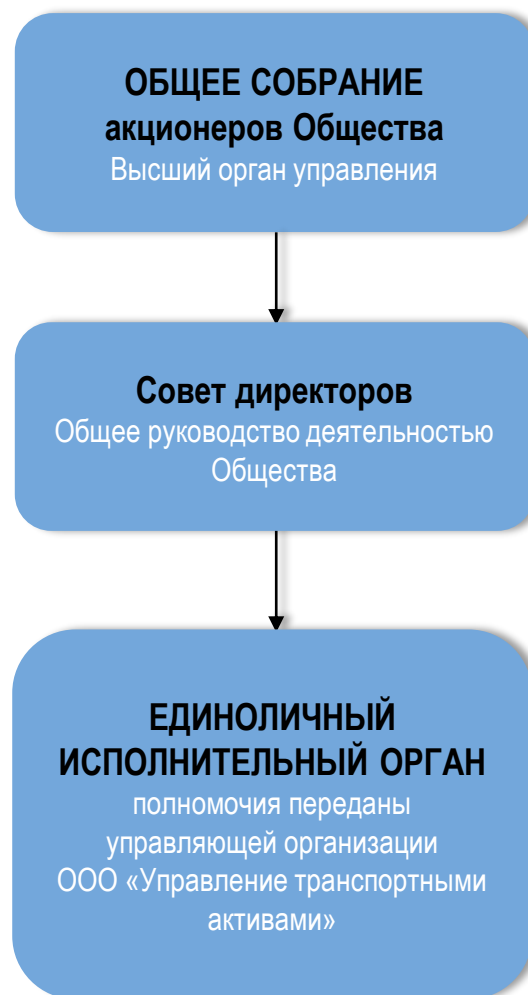 ОБЩЕЕ СОБРАНИЕ
акционеров Общества
Высший орган управления
Совет директоров
Общее руководство деятельностью
Общества
ЕДИНОЛИЧНЫЙ
ИСПОЛНИТЕЛЬНЫЙ ОРГАН
полномочия переданы
управляющей организации
ООО «Управление транспортными
активами»